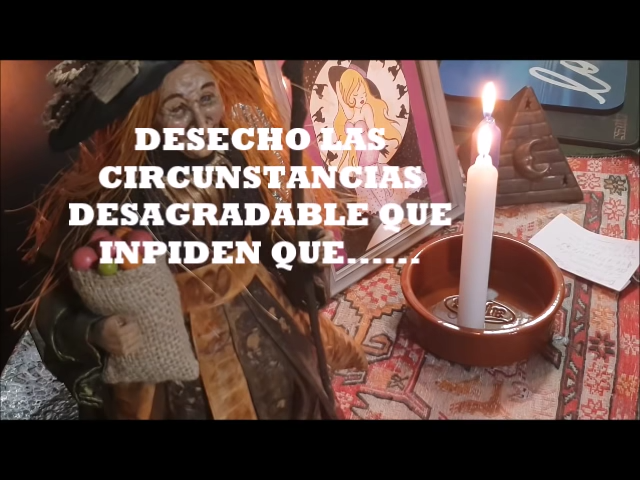 DESECHO LAS
CIRCUNSTANCIAS
DESAGRADABLE QUE
INPIDEN QUE......